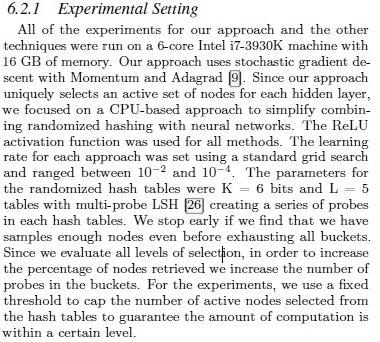 6.2.1 Experimental Setting
All of the experiments for our approach and the other
techniques were run on a 6-core Intel i7-3930K machine with
16 GB of memory. Our approach uses stochastic gradient de-
scent with Momentum and Adagrad [9]. Since our approach
uniquely selects an active set of nodes for each hidden layer,
we focused on a CPU-based approach to simplify combin-
ing randomized hashing with neural networks. The ReLU
activation function was used for all methods. The learning
rate for each approach was set using a standard grid search
and ranged between 10⁻² and 10⁻⁴. The parameters for
the randomized hash tables were K = 6 bits and L = 5
tables with multi-probe LSH [26] creating a series of probes
in each hash tables. We stop early if we find that we have
samples enough nodes even before exhausting all buckets.
Since we evaluate all levels of selection, in order to increase
the percentage of nodes retrieved we increase the number of
probes in the buckets. For the experiments, we use a fixed
threshold to cap the number of active nodes selected from
the hash tables to guarantee the amount of computation is
within a certain level.